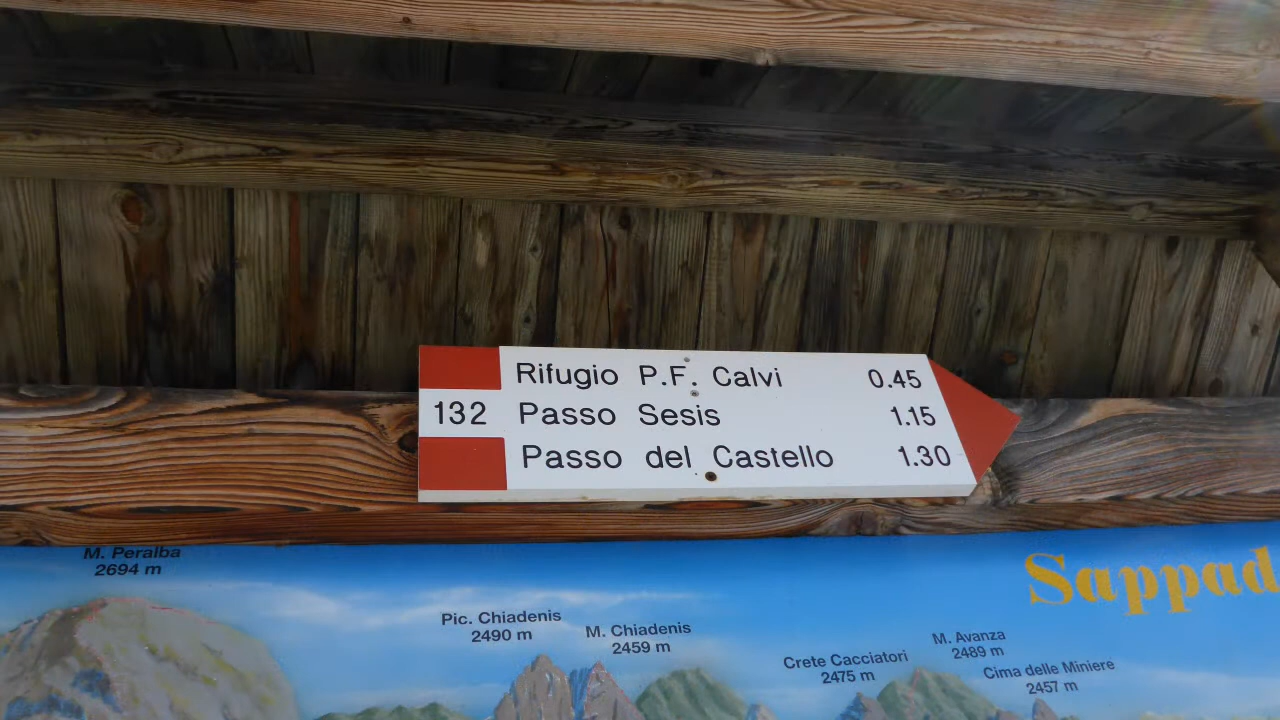 Rifugio P.F. Calvi 0.45
132 Passo Sesis 1.15
Passo del Castello 1.30
M. Peralba
2694 m
Sappad
Pic. Chiadenis
2490 m
M. Chiadenis
2459 m
Crete Cacciatori
2475 m
M. Avanza
2489 m
Cima delle Miniere
2457 m